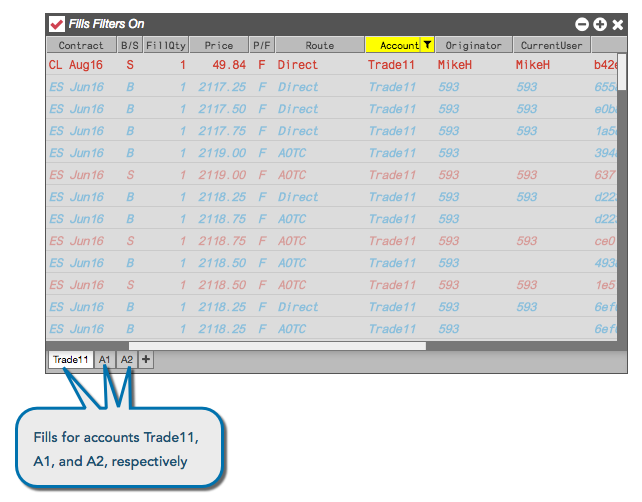 Fills Filters On
Contract B/S FillQty Price P/F Route Account Originator CurrentUser
CL Aug16 S 1 49.84 F Direct Trade11 MikeH MikeH b42e
ES Jun16 B 1 2117.25 F Direct Trade11 593 593 655
ES Jun16 B 1 2117.50 F Direct Trade11 593 593 e0b
ES Jun16 B 1 2117.75 F Direct Trade11 593 593 1a5
ES Jun16 B 1 2119.00 F AOTC Trade11 593 394
ES Jun16 S 1 2119.00 F AOTC Trade11 593 593 637
ES Jun16 B 1 2118.25 F Direct Trade11 593 593 d22
ES Jun16 B 1 2118.75 F AOTC Trade11 593 d22
ES Jun16 S 1 2118.75 F AOTC Trade11 593 593 ce0
ES Jun16 B 1 2118.50 F AOTC Trade11 593 493
ES Jun16 S 1 2118.50 F AOTC Trade11 593 593 1e5
ES Jun16 B 1 2118.25 F Direct Trade11 593 593 6ef
ES Jun16 B 1 2118.25 F AOTC Trade11 593 6ef
Trade11 A1 A2 +
Fills for accounts Trade11,
A1, and A2, respectively